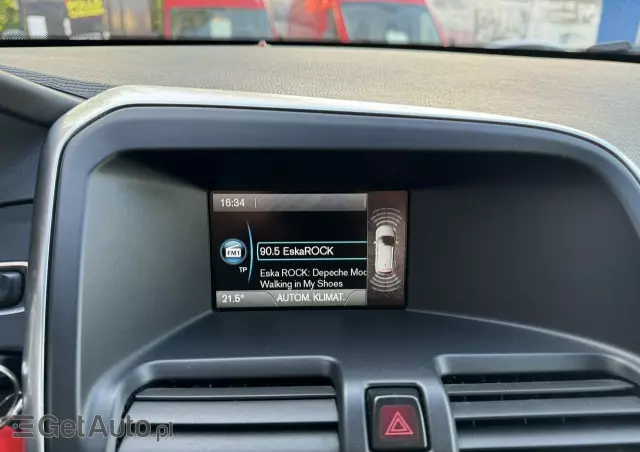 16:34
FM1
TP
90.5 EskaROCK
Eska ROCK: Depeche Mod
Walking in My Shoes
21.5°
AUTOM. KLIMAT.
GetAuto.pl